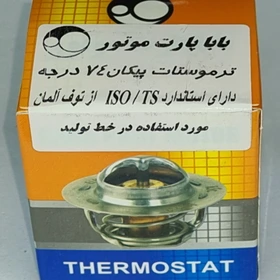 بابا پارت موتور
ترموستات پیکان ۷۴ درجه
دارای استاندارد ISO / TS از توف آلمان
مورد استفاده در خط تولید
THERMOSTAT